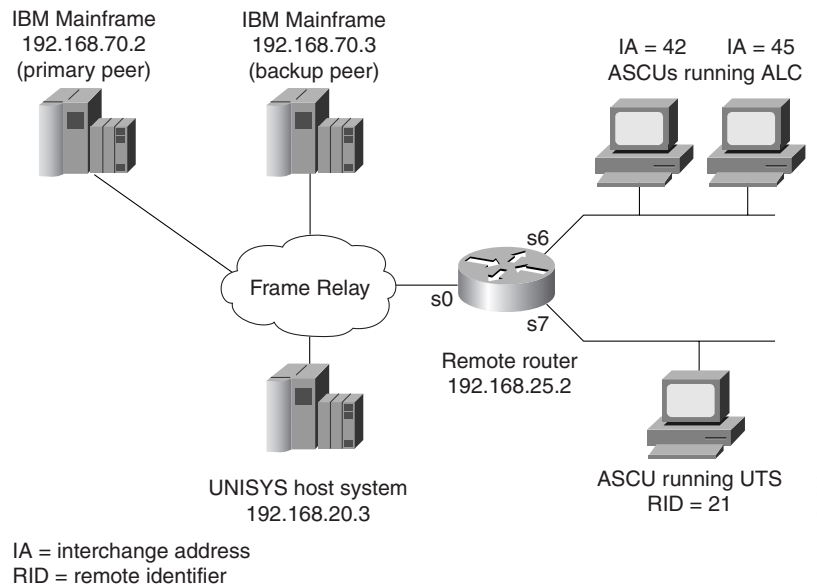 IBM Mainframe
192.168.70.2
(primary peer)
IBM Mainframe
192.168.70.3
(backup peer)
IA = 42 IA = 45
ASCUs running ALC
s6
Frame Relay
s0
s7
Remote router
192.168.25.2
UNISYS host system
192.168.20.3
ASCU running UTS
RID = 21
IA = interchange address
RID = remote identifier